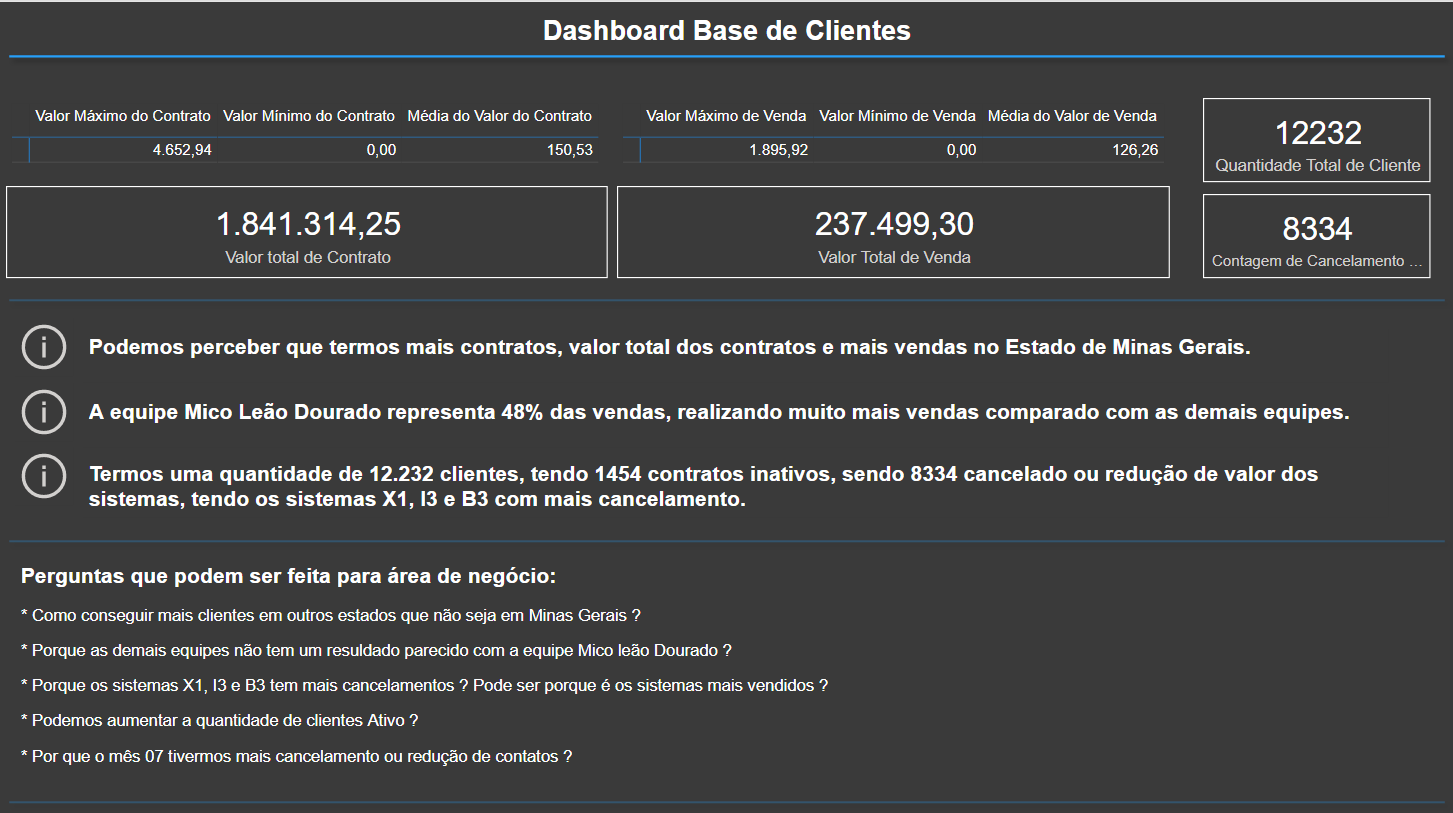 Dashboard Base de Clientes
Valor Máximo do Contrato Valor Mínimo do Contrato Média do Valor do Contrato
4.652,94 0,00 150,53
Valor Máximo de Venda Valor Mínimo de Venda Média do Valor de Venda
1.895,92 0,00 126,26
12232
Quantidade Total de Cliente
1.841.314,25
Valor total de Contrato
237.499,30
Valor Total de Venda
8334
Contagem de Cancelamento ...
Podemos perceber que termos mais contratos, valor total dos contratos e mais vendas no Estado de Minas Gerais.
A equipe Mico Leão Dourado representa 48% das vendas, realizando muito mais vendas comparado com as demais equipes.
Termos uma quantidade de 12.232 clientes, tendo 1454 contratos inativos, sendo 8334 cancelado ou redução de valor dos
sistemas, tendo os sistemas X1, I3 e B3 com mais cancelamento.
Perguntas que podem ser feita para área de negócio:
* Como conseguir mais clientes em outros estados que não seja em Minas Gerais ?
* Porque as demais equipes não tem um resuldado parecido com a equipe Mico leão Dourado ?
* Porque os sistemas X1, I3 e B3 tem mais cancelamentos ? Pode ser porque é os sistemas mais vendidos ?
* Podemos aumentar a quantidade de clientes Ativo ?
* Por que o mês 07 tivermos mais cancelamento ou redução de contatos ?